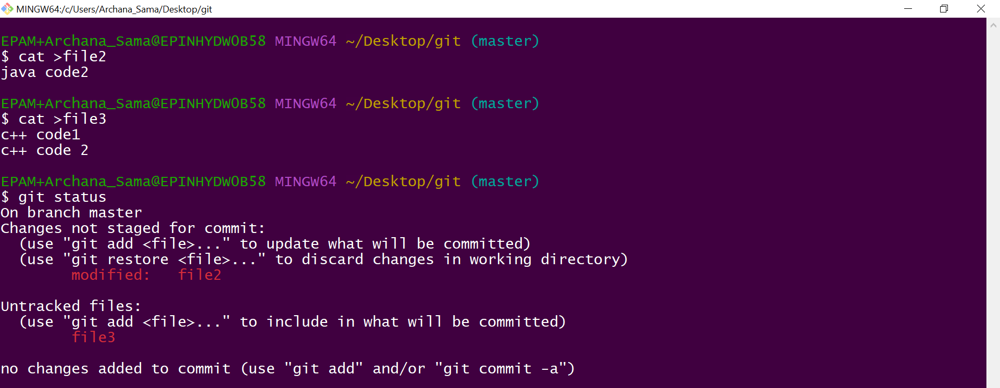 MINGW64:/c/Users/Archana_Sama/Desktop/git
EPAM+Archana_Sama@EPINHYDW0B58 MINGW64 ~/Desktop/git (master)
$ cat >file2
java code2
EPAM+Archana_Sama@EPINHYDW0B58 MINGW64 ~/Desktop/git (master)
$ cat >file3
c++ code1
c++ code 2
EPAM+Archana_Sama@EPINHYDW0B58 MINGW64 ~/Desktop/git (master)
$ git status
On branch master
Changes not staged for commit:
  (use "git add <file>..." to update what will be committed)
  (use "git restore <file>..." to discard changes in working directory)
        modified:   file2
Untracked files:
  (use "git add <file>..." to include in what will be committed)
        file3
no changes added to commit (use "git add" and/or "git commit -a")